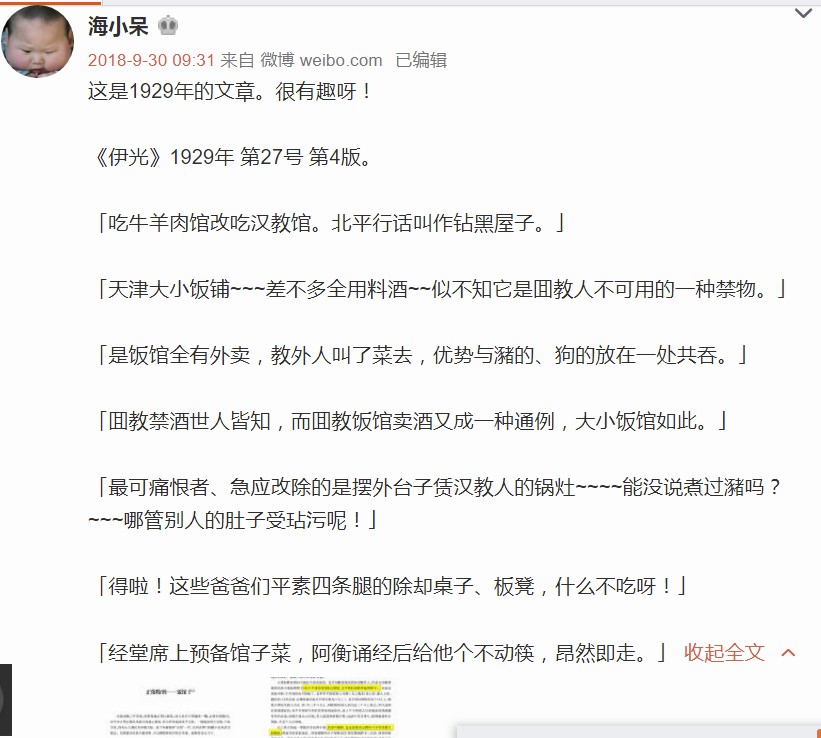 海小呆
2018-9-30 09:31 来自 微博 weibo.com 已编辑
这是1929年的文章。很有趣呀！
《伊光》1929年 第27号 第4版。
「吃牛羊肉馆改吃汉教馆。北平行话叫作钻黑屋子。」
「天津大小饭铺~~~差不多全用料酒~~似不知它是囬教人不可用的一种禁物。」
「是饭馆全有外卖，教外人叫了菜去，优势与豬的、狗的放在一处共吞。」
「囬教禁酒世人皆知，而囬教饭馆卖酒又成一种通例，大小饭馆如此。」
「最可痛恨者、急应改除的是摆外台子赁汉教人的锅灶~~~~能没说煮过豬吗？
~~~哪管别人的肚子受玷污呢！」
「得啦！这些爸爸们平素四条腿的除却桌子、板凳，什么不吃呀！」
「经堂席上预备馆子菜，阿衡诵经后给他个不动筷，昂然即走。」 收起全文